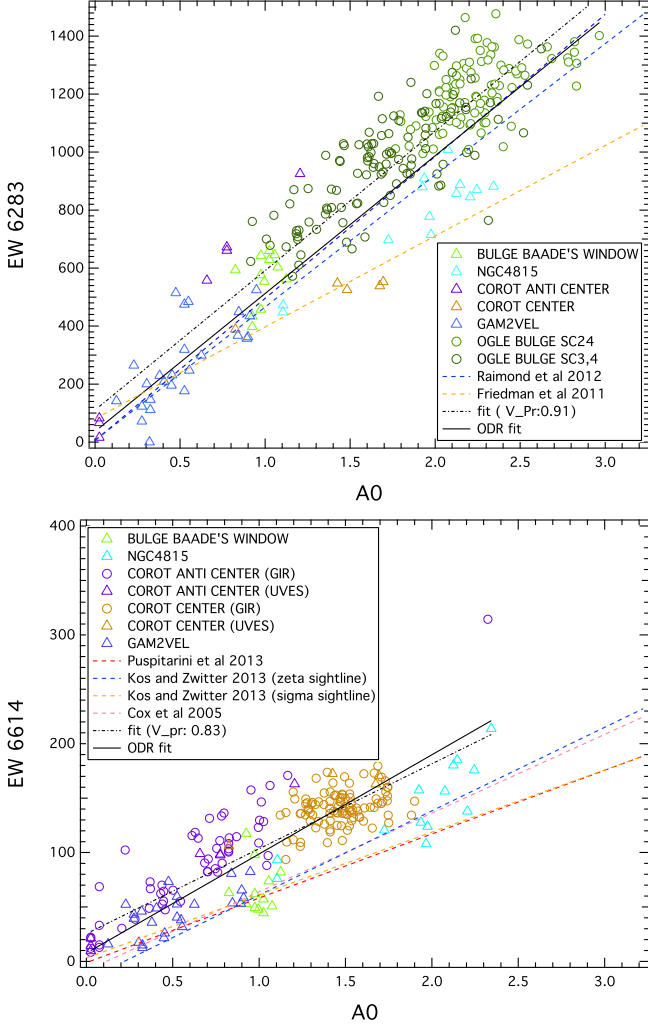 1400
1200
1000
800
600
400
200
0
EW 6283
BULGE BAADE'S WINDOW
NGC4815
COROT ANTI CENTER
COROT CENTER
GAM2VEL
OGLE BULGE SC24
OGLE BULGE SC3,4
Raimond et al 2012
Friedman et al 2011
fit ( V_Pr:0.91)
ODR fit
0.0 0.5 1.0 1.5 2.0 2.5 3.0
A0
400
300
200
100
0
EW 6614
BULGE BAADE'S WINDOW
NGC4815
COROT ANTI CENTER (GIR)
COROT ANTI CENTER (UVES)
COROT CENTER (GIR)
COROT CENTER (UVES)
GAM2VEL
Puspitarini et al 2013
Kos and Zwitter 2013 (zeta sightline)
Kos and Zwitter 2013 (sigma sightline)
Cox et al 2005
fit (V_pr: 0.83)
ODR fit
0.0 0.5 1.0 1.5 2.0 2.5 3.0
A0